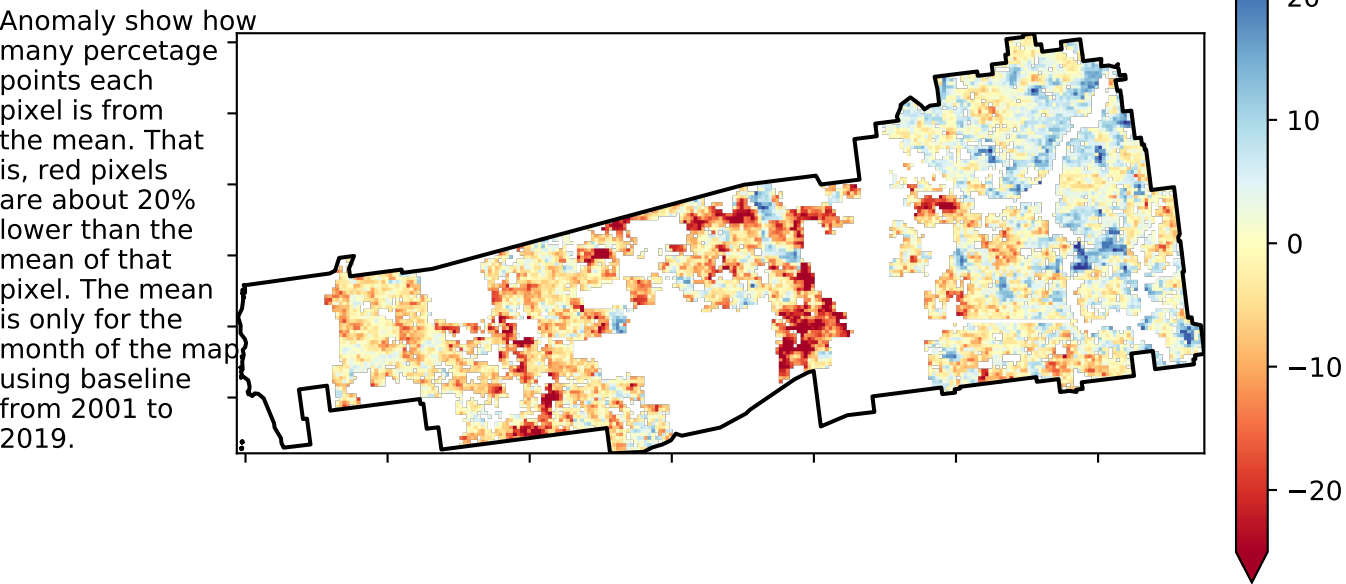 Anomaly show how
many percetage
points each
pixel is from
the mean. That
is, red pixels
are about 20%
lower than the
mean of that
pixel. The mean
is only for the
month of the map
using baseline
from 2001 to
2019.
20
10
0
−10
−20